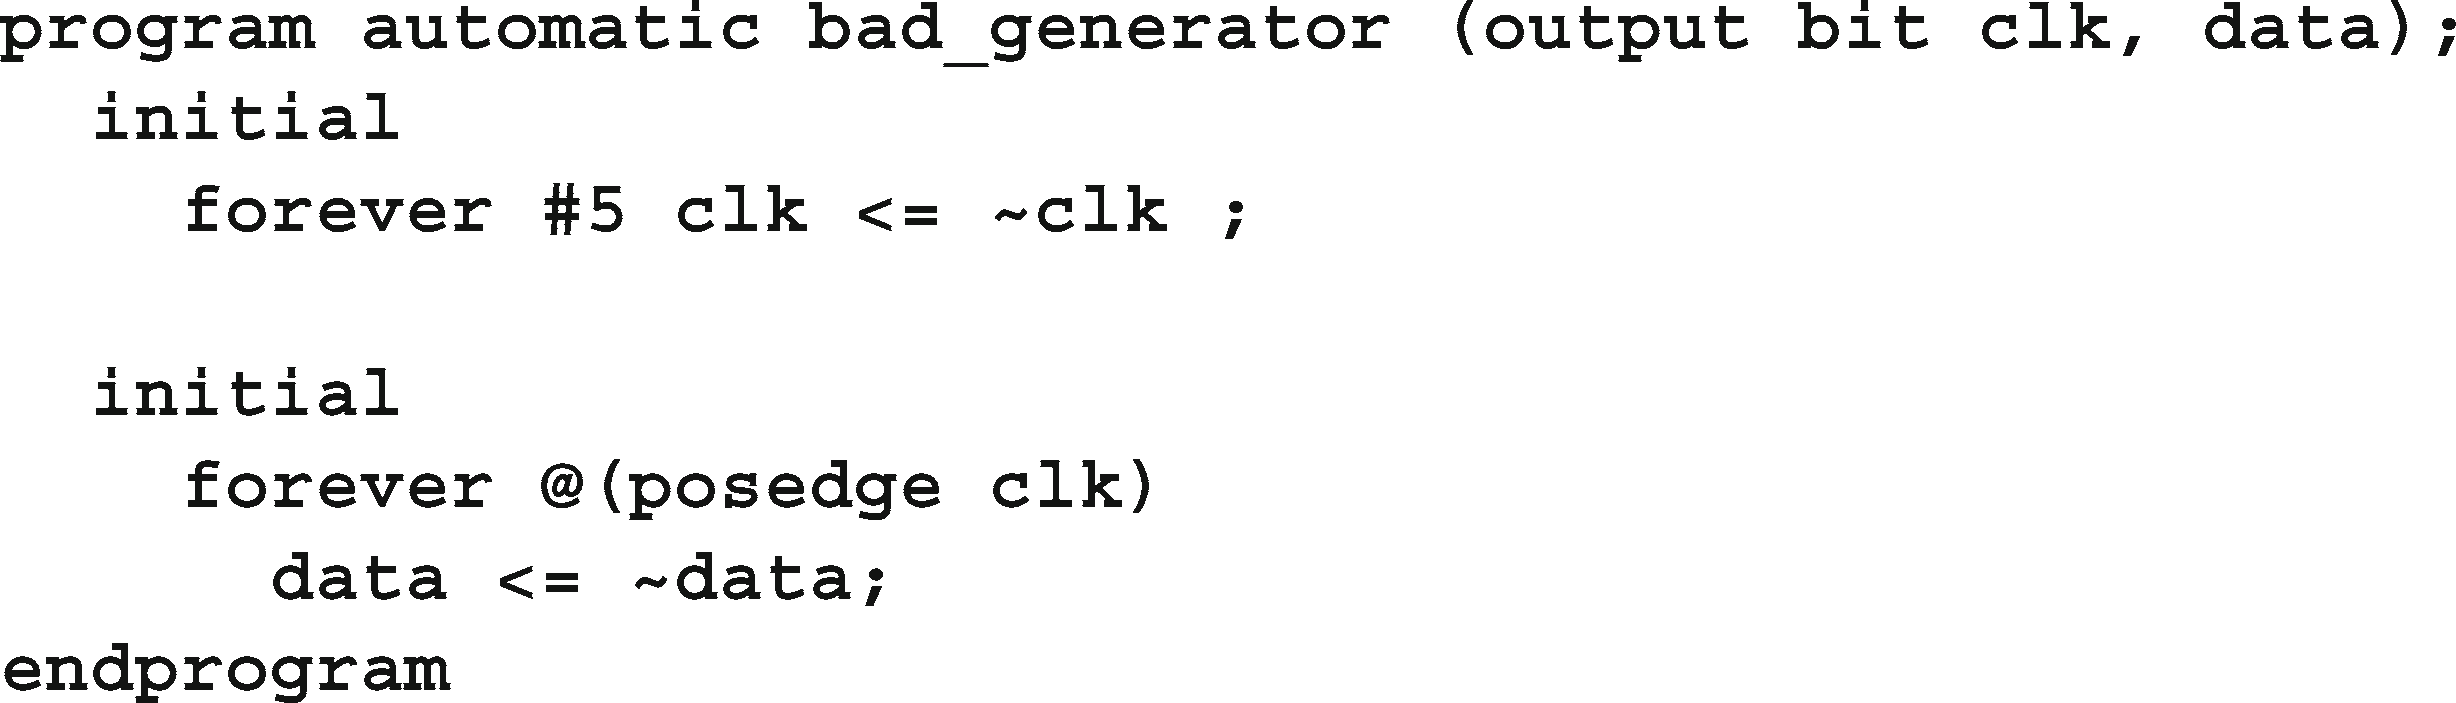 program automatic bad_generator (output bit clk, data);
  initial
    forever #5 clk <= ~clk ;

  initial
    forever @(posedge clk)
      data <= ~data;
endprogram